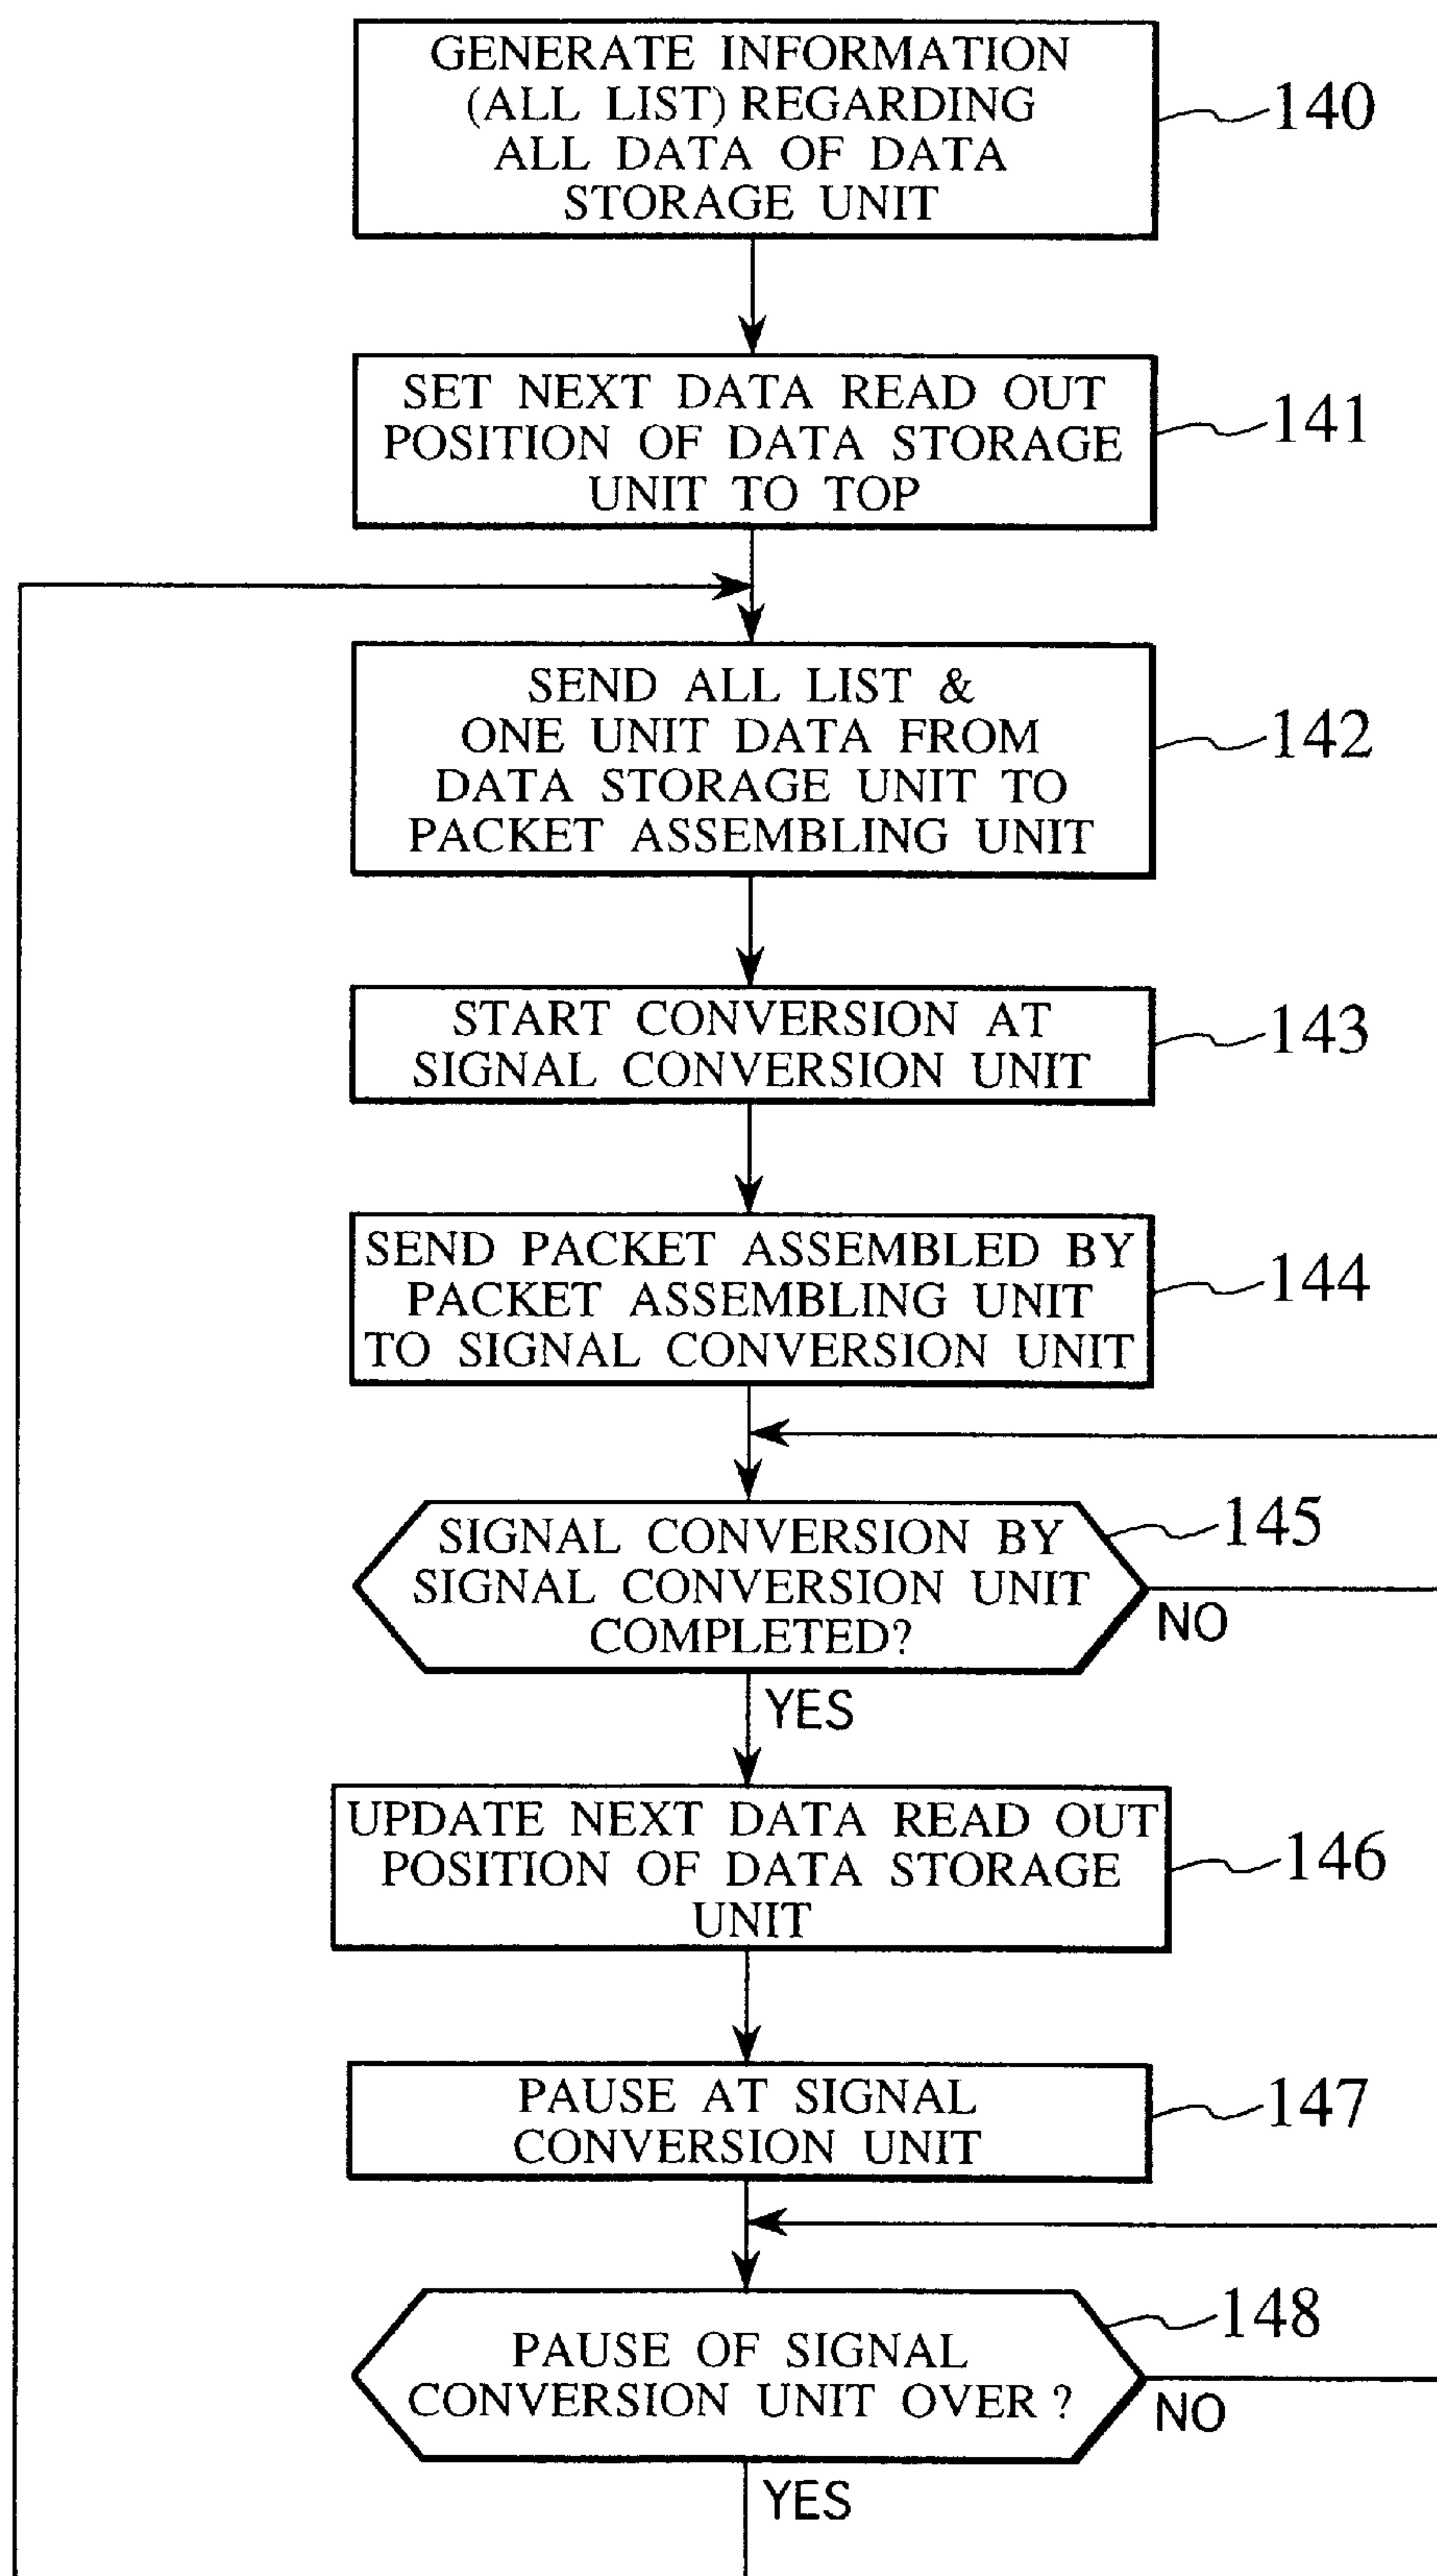 GENERATE INFORMATION
(ALL LIST) REGARDING
ALL DATA OF DATA
STORAGE UNIT
140
SET NEXT DATA READ OUT
POSITION OF DATA STORAGE
UNIT TO TOP
141
SEND ALL LIST &
ONE UNIT DATA FROM
DATA STORAGE UNIT TO
PACKET ASSEMBLING UNIT
142
START CONVERSION AT
SIGNAL CONVERSION UNIT
143
SEND PACKET ASSEMBLED BY
PACKET ASSEMBLING UNIT
TO SIGNAL CONVERSION UNIT
144
SIGNAL CONVERSION BY
SIGNAL CONVERSION UNIT
COMPLETED?
145
NO
YES
UPDATE NEXT DATA READ OUT
POSITION OF DATA STORAGE
UNIT
146
PAUSE AT SIGNAL
CONVERSION UNIT
147
PAUSE OF SIGNAL
CONVERSION UNIT OVER ?
148
NO
YES